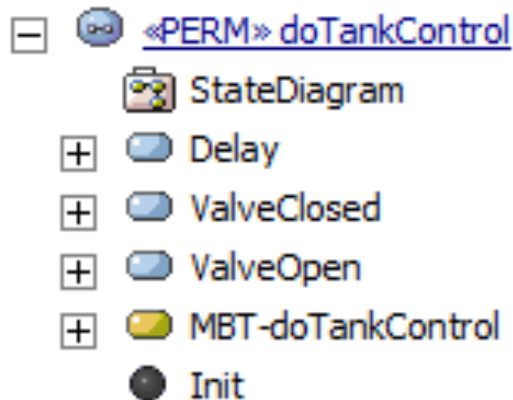 «PERM» doTankControl
StateDiagram
Delay
ValveClosed
ValveOpen
MBT-doTankControl
Init